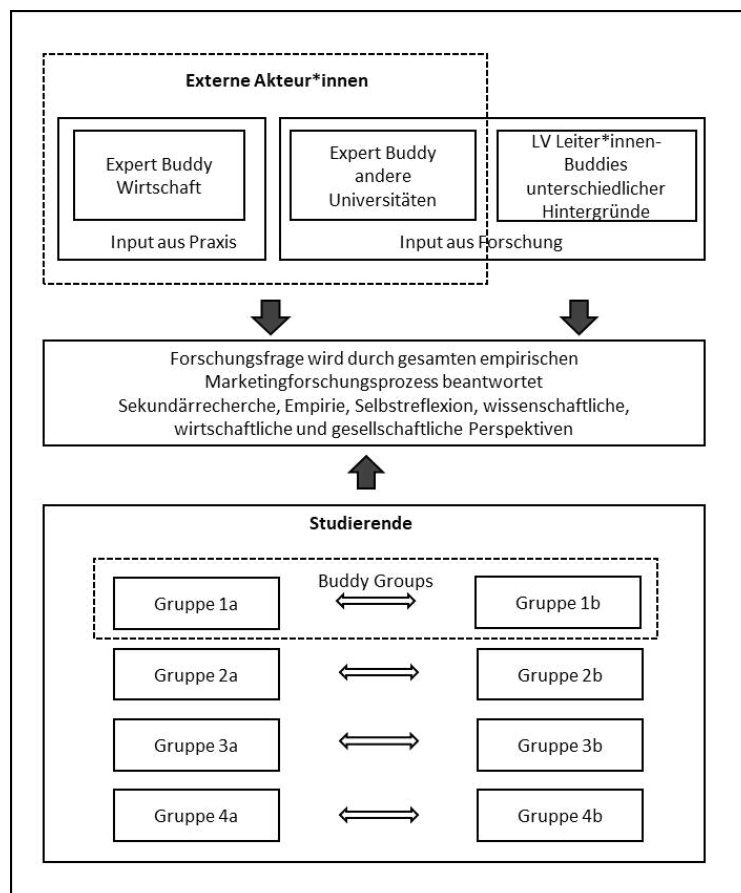 Externe Akteur*innen
Expert Buddy
Wirtschaft
Expert Buddy
andere
Universitäten
LV Leiter*innen-
Buddies
unterschiedlicher
Hintergründe
Input aus Praxis
Input aus Forschung
Forschungsfrage wird durch gesamten empirischen
Marketingforschungsprozess beantwortet
Sekundärrecherche, Empirie, Selbstreflexion, wissenschaftliche,
wirtschaftliche und gesellschaftliche Perspektiven
Studierende
Buddy Groups
Gruppe 1a
Gruppe 1b
Gruppe 2a
Gruppe 2b
Gruppe 3a
Gruppe 3b
Gruppe 4a
Gruppe 4b